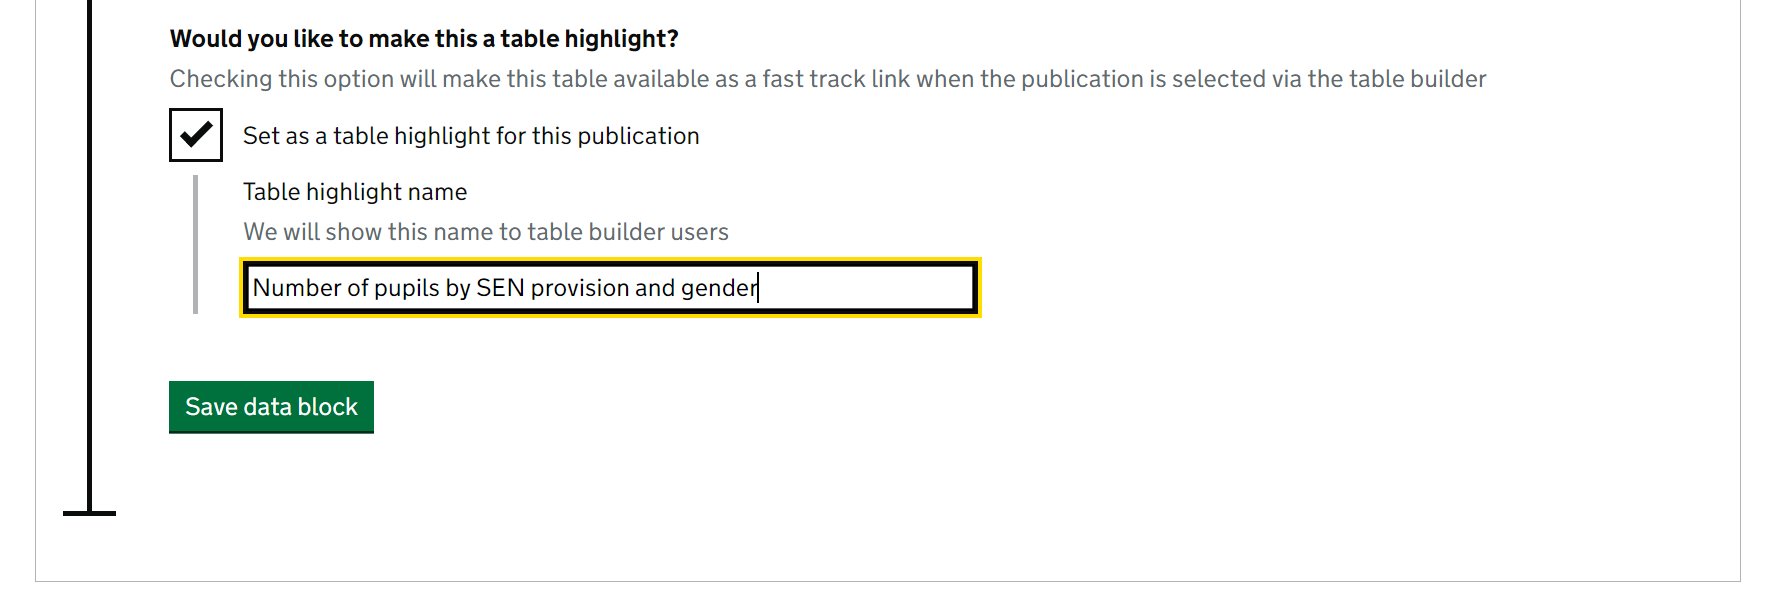 Would you like to make this a table highlight?
Checking this option will make this table available as a fast track link when the publication is selected via the table builder
Set as a table highlight for this publication
Table highlight name
We will show this name to table builder users
Number of pupils by SEN provision and gender
Save data block